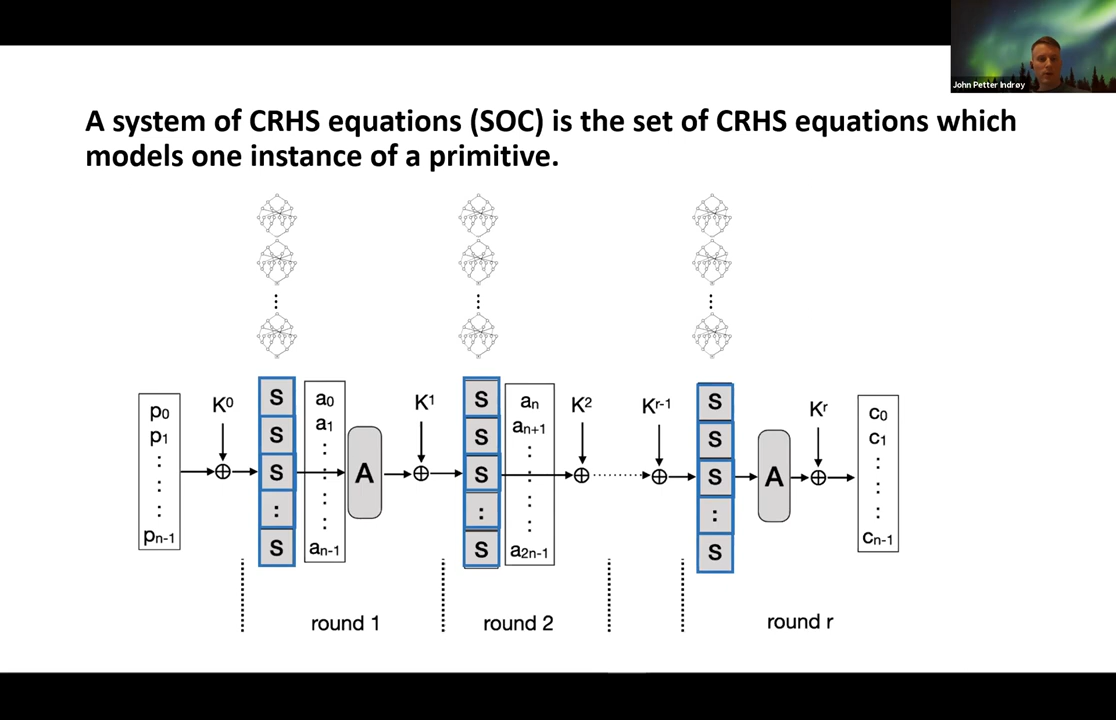 John Petter Indrøy
A system of CRHS equations (SOC) is the set of CRHS equations which
models one instance of a primitive.
p0
p1
:
:
:
pn-1
K0
S
S
S
:
S
a0
a1
:
:
:
:
an-1
A
K1
S
S
S
:
S
an
an+1
:
:
:
:
a2n-1
K2
Kr-1
S
S
S
:
S
A
Kr
c0
c1
:
:
:
cn-1
round 1
round 2
round r